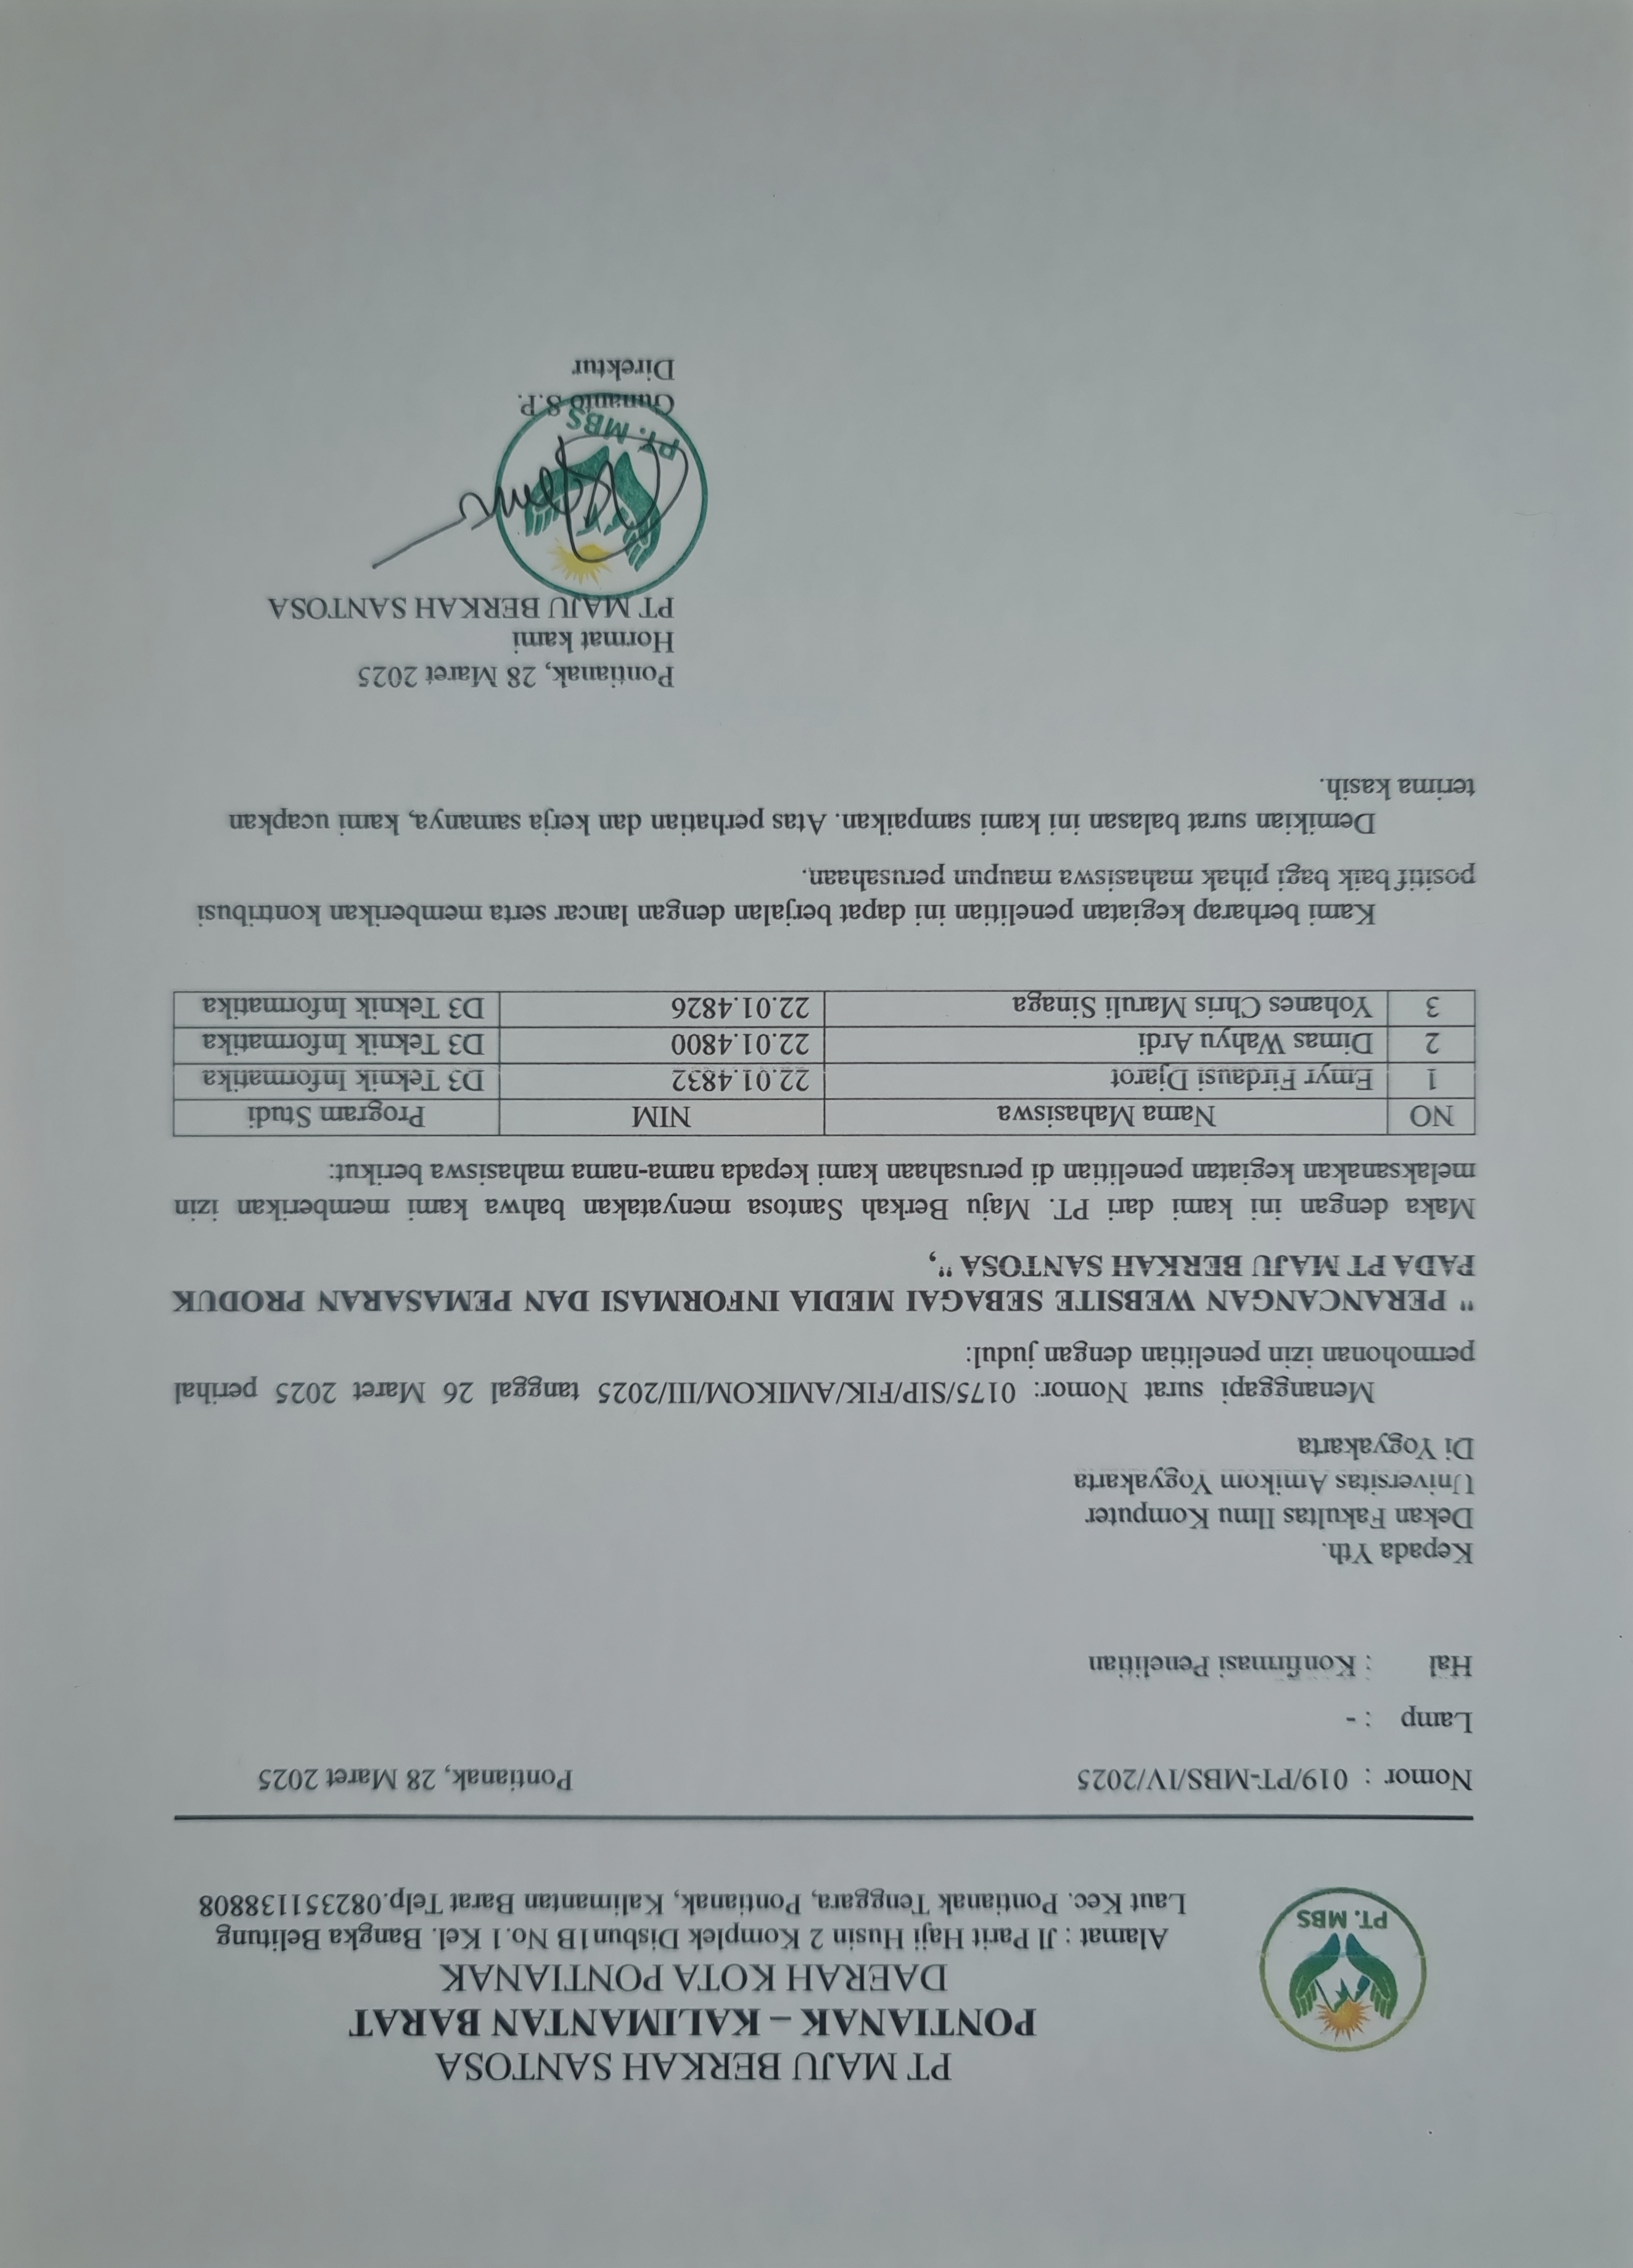 PT MAJU BERKAH SANTOSA
PONTIANAK – KALIMANTAN BARAT
DAERAH KOTA PONTIANAK
Alamat : Jl Parit Haji Husin 2 Komplek Disbun1B No.1 Kel. Bangka Belitung
Laut Kec. Pontianak Tenggara, Pontianak, Kalimantan Barat Telp.082351138808
PT. MBS
Nomor : 019/PT-MBS/IV/2025 Pontianak, 28 Maret 2025
Lamp : -
Hal : Konfirmasi Penelitian
Kepada Yth.
Dekan Fakultas Ilmu Komputer
Universitas Amikom Yogyakarta
Di Yogyakarta
Menanggapi surat Nomor: 0175/SIP/FIK/AMIKOM/III/2025 tanggal 26 Maret 2025 perihal
permohonan izin penelitian dengan judul:
" PERANCANGAN WEBSITE SEBAGAI MEDIA INFORMASI DAN PEMASARAN PRODUK
PADA PT MAJU BERKAH SANTOSA ",
Maka dengan ini kami dari PT. Maju Berkah Santosa menyatakan bahwa kami memberikan izin
melaksanakan kegiatan penelitian di perusahaan kami kepada nama-nama mahasiswa berikut:
NO Nama Mahasiswa NIM Program Studi
1 Emyr Firdausi Djarot 22.01.4832 D3 Teknik Informatika
2 Dimas Wahyu Ardi 22.01.4800 D3 Teknik Informatika
3 Yohanes Chris Maruli Sinaga 22.01.4826 D3 Teknik Informatika
Kami berharap kegiatan penelitian ini dapat berjalan dengan lancar serta memberikan kontribusi
positif baik bagi pihak mahasiswa maupun perusahaan.
Demikian surat balasan ini kami sampaikan. Atas perhatian dan kerja samanya, kami ucapkan
terima kasih.
Pontianak, 28 Maret 2025
Hormat kami
PT MAJU BERKAH SANTOSA
PT. MBS
Gunanto S.P.
Direktur